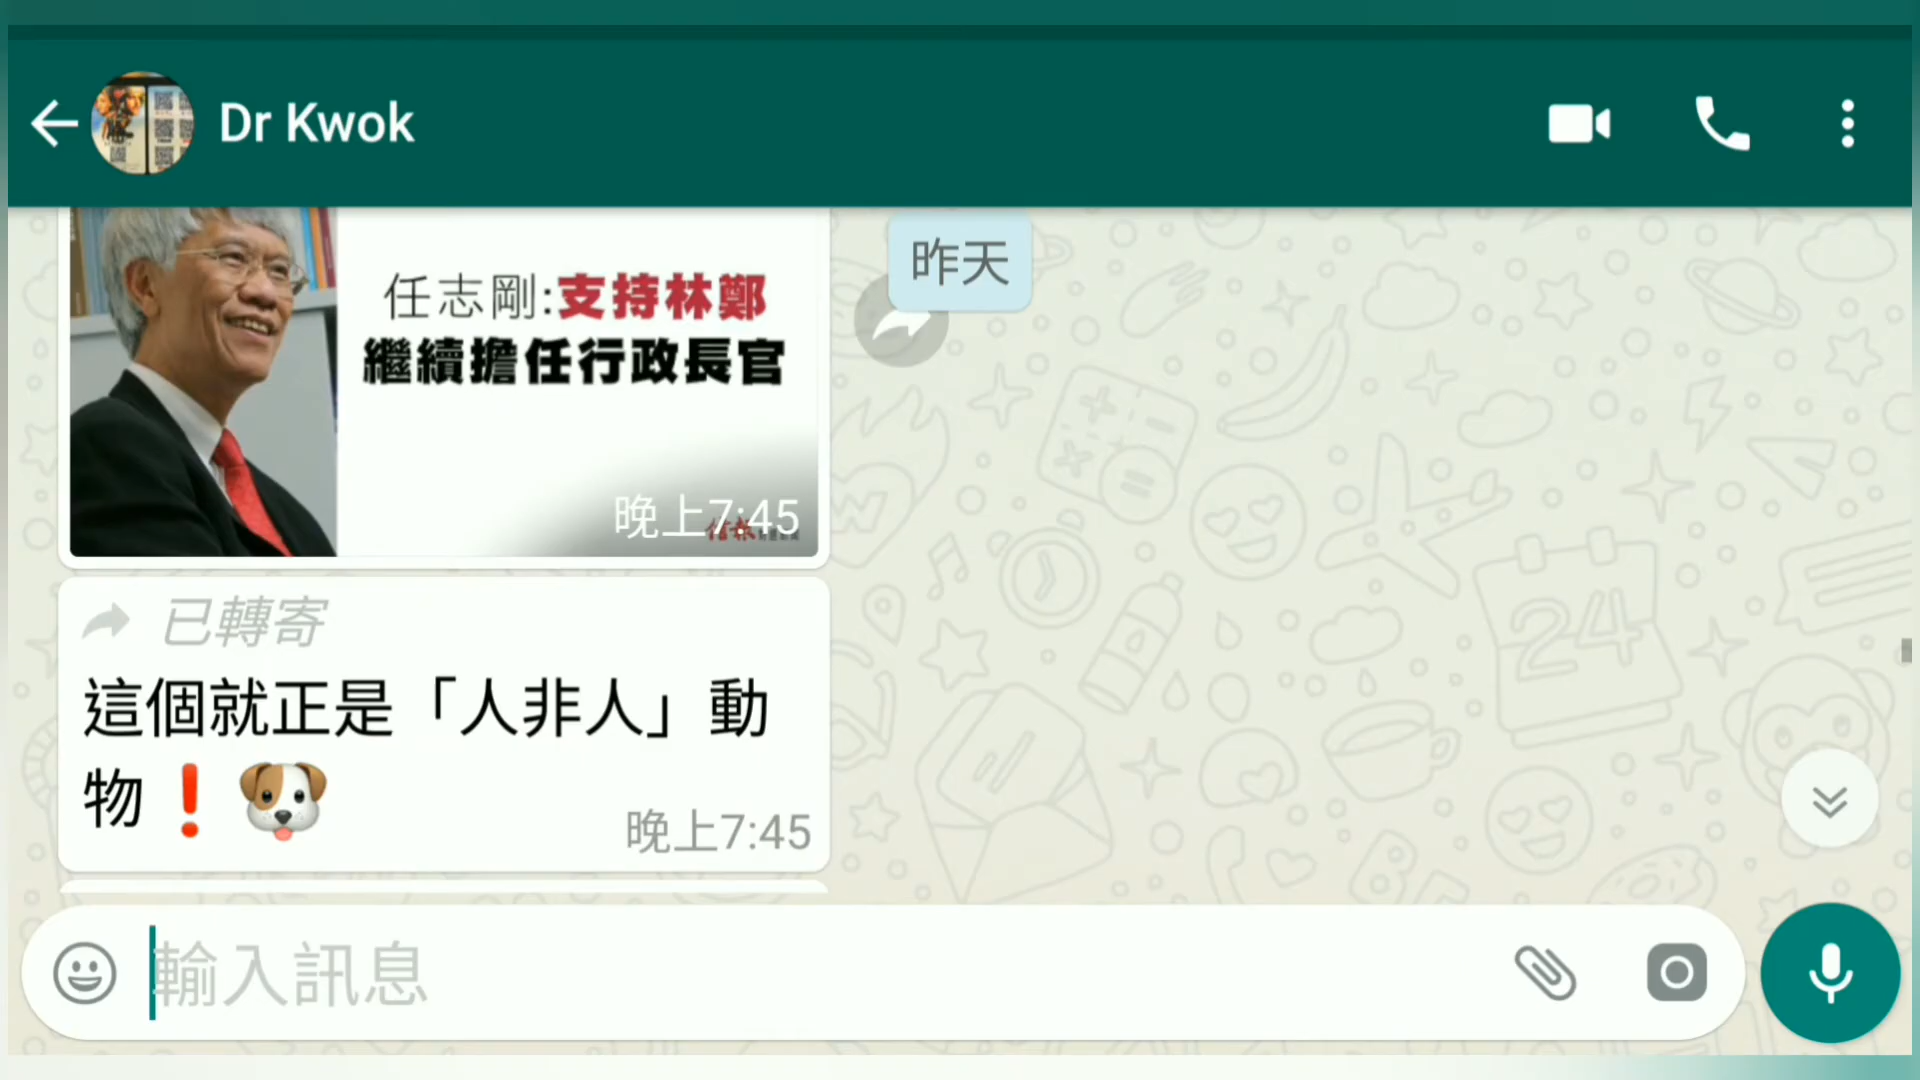 Dr Kwok
昨天
任志剛:支持林鄭
繼續擔任行政長官
晚上7:45
信報
已轉寄
這個就正是「人非人」動
物❗🐶
晚上7:45
輸入訊息